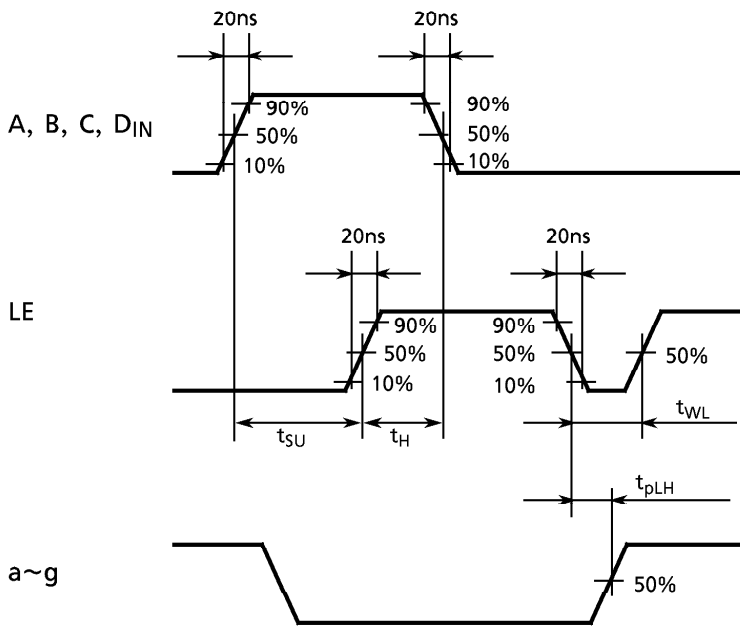 20ns 20ns
A, B, C, DIN
90% 90%
50% 50%
10% 10%
20ns 20ns
LE
90% 90%
50% 50% 50%
10% 10%
tSU tH tWL
tpLH
a~g
50%